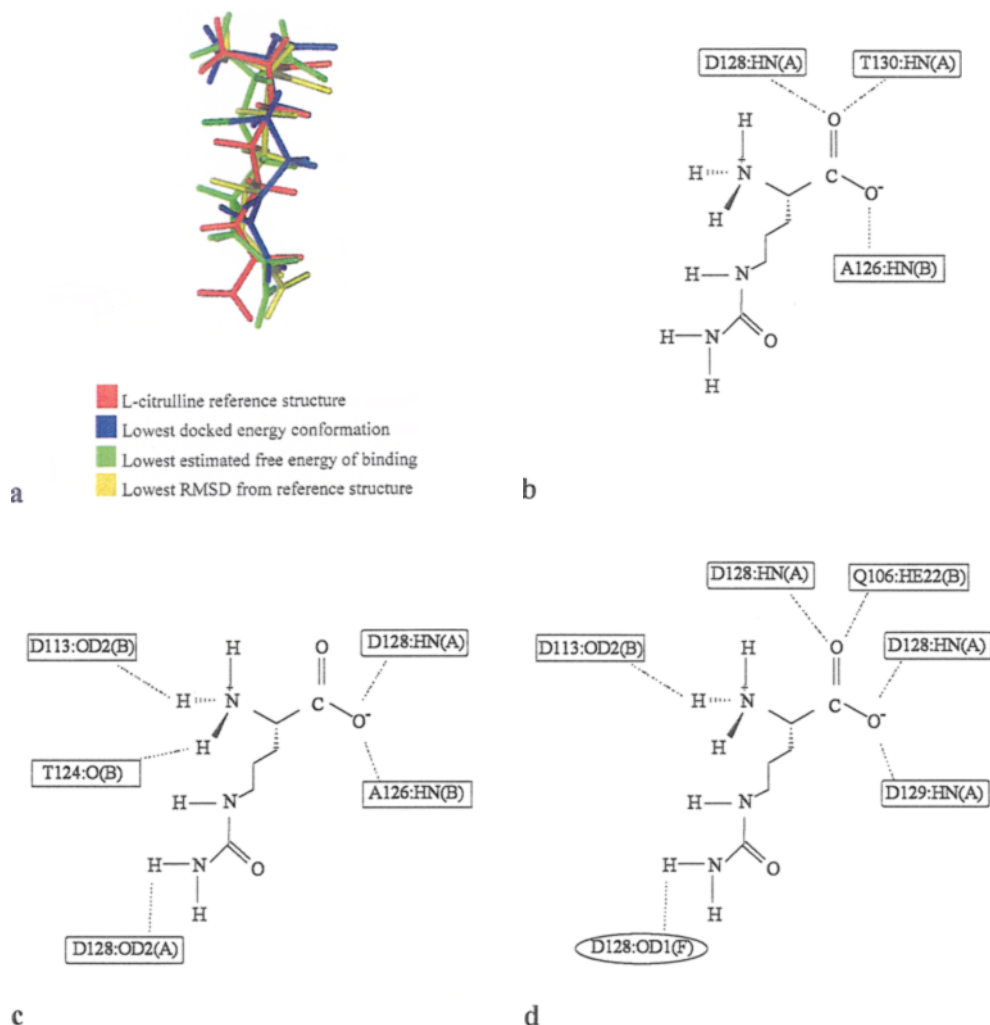 L-citrulline reference structure
Lowest docked energy conformation
Lowest estimated free energy of binding
Lowest RMSD from reference structure
a
D128:HN(A) T130:HN(A)
O
H
H N+ C O-
H
A126:HN(B)
H N
H N O
H
b
D128:HN(A)
D113:OD2(B) H O
H N+ C O-
H
T124:O(B)
A126:HN(B)
H N
H N O
H
D128:OD2(A)
c
D128:HN(A) Q106:HE22(B)
D113:OD2(B) H O D128:HN(A)
H N+ C O-
H
D129:HN(A)
H N
H N O
H
D128:OD1(F)
d